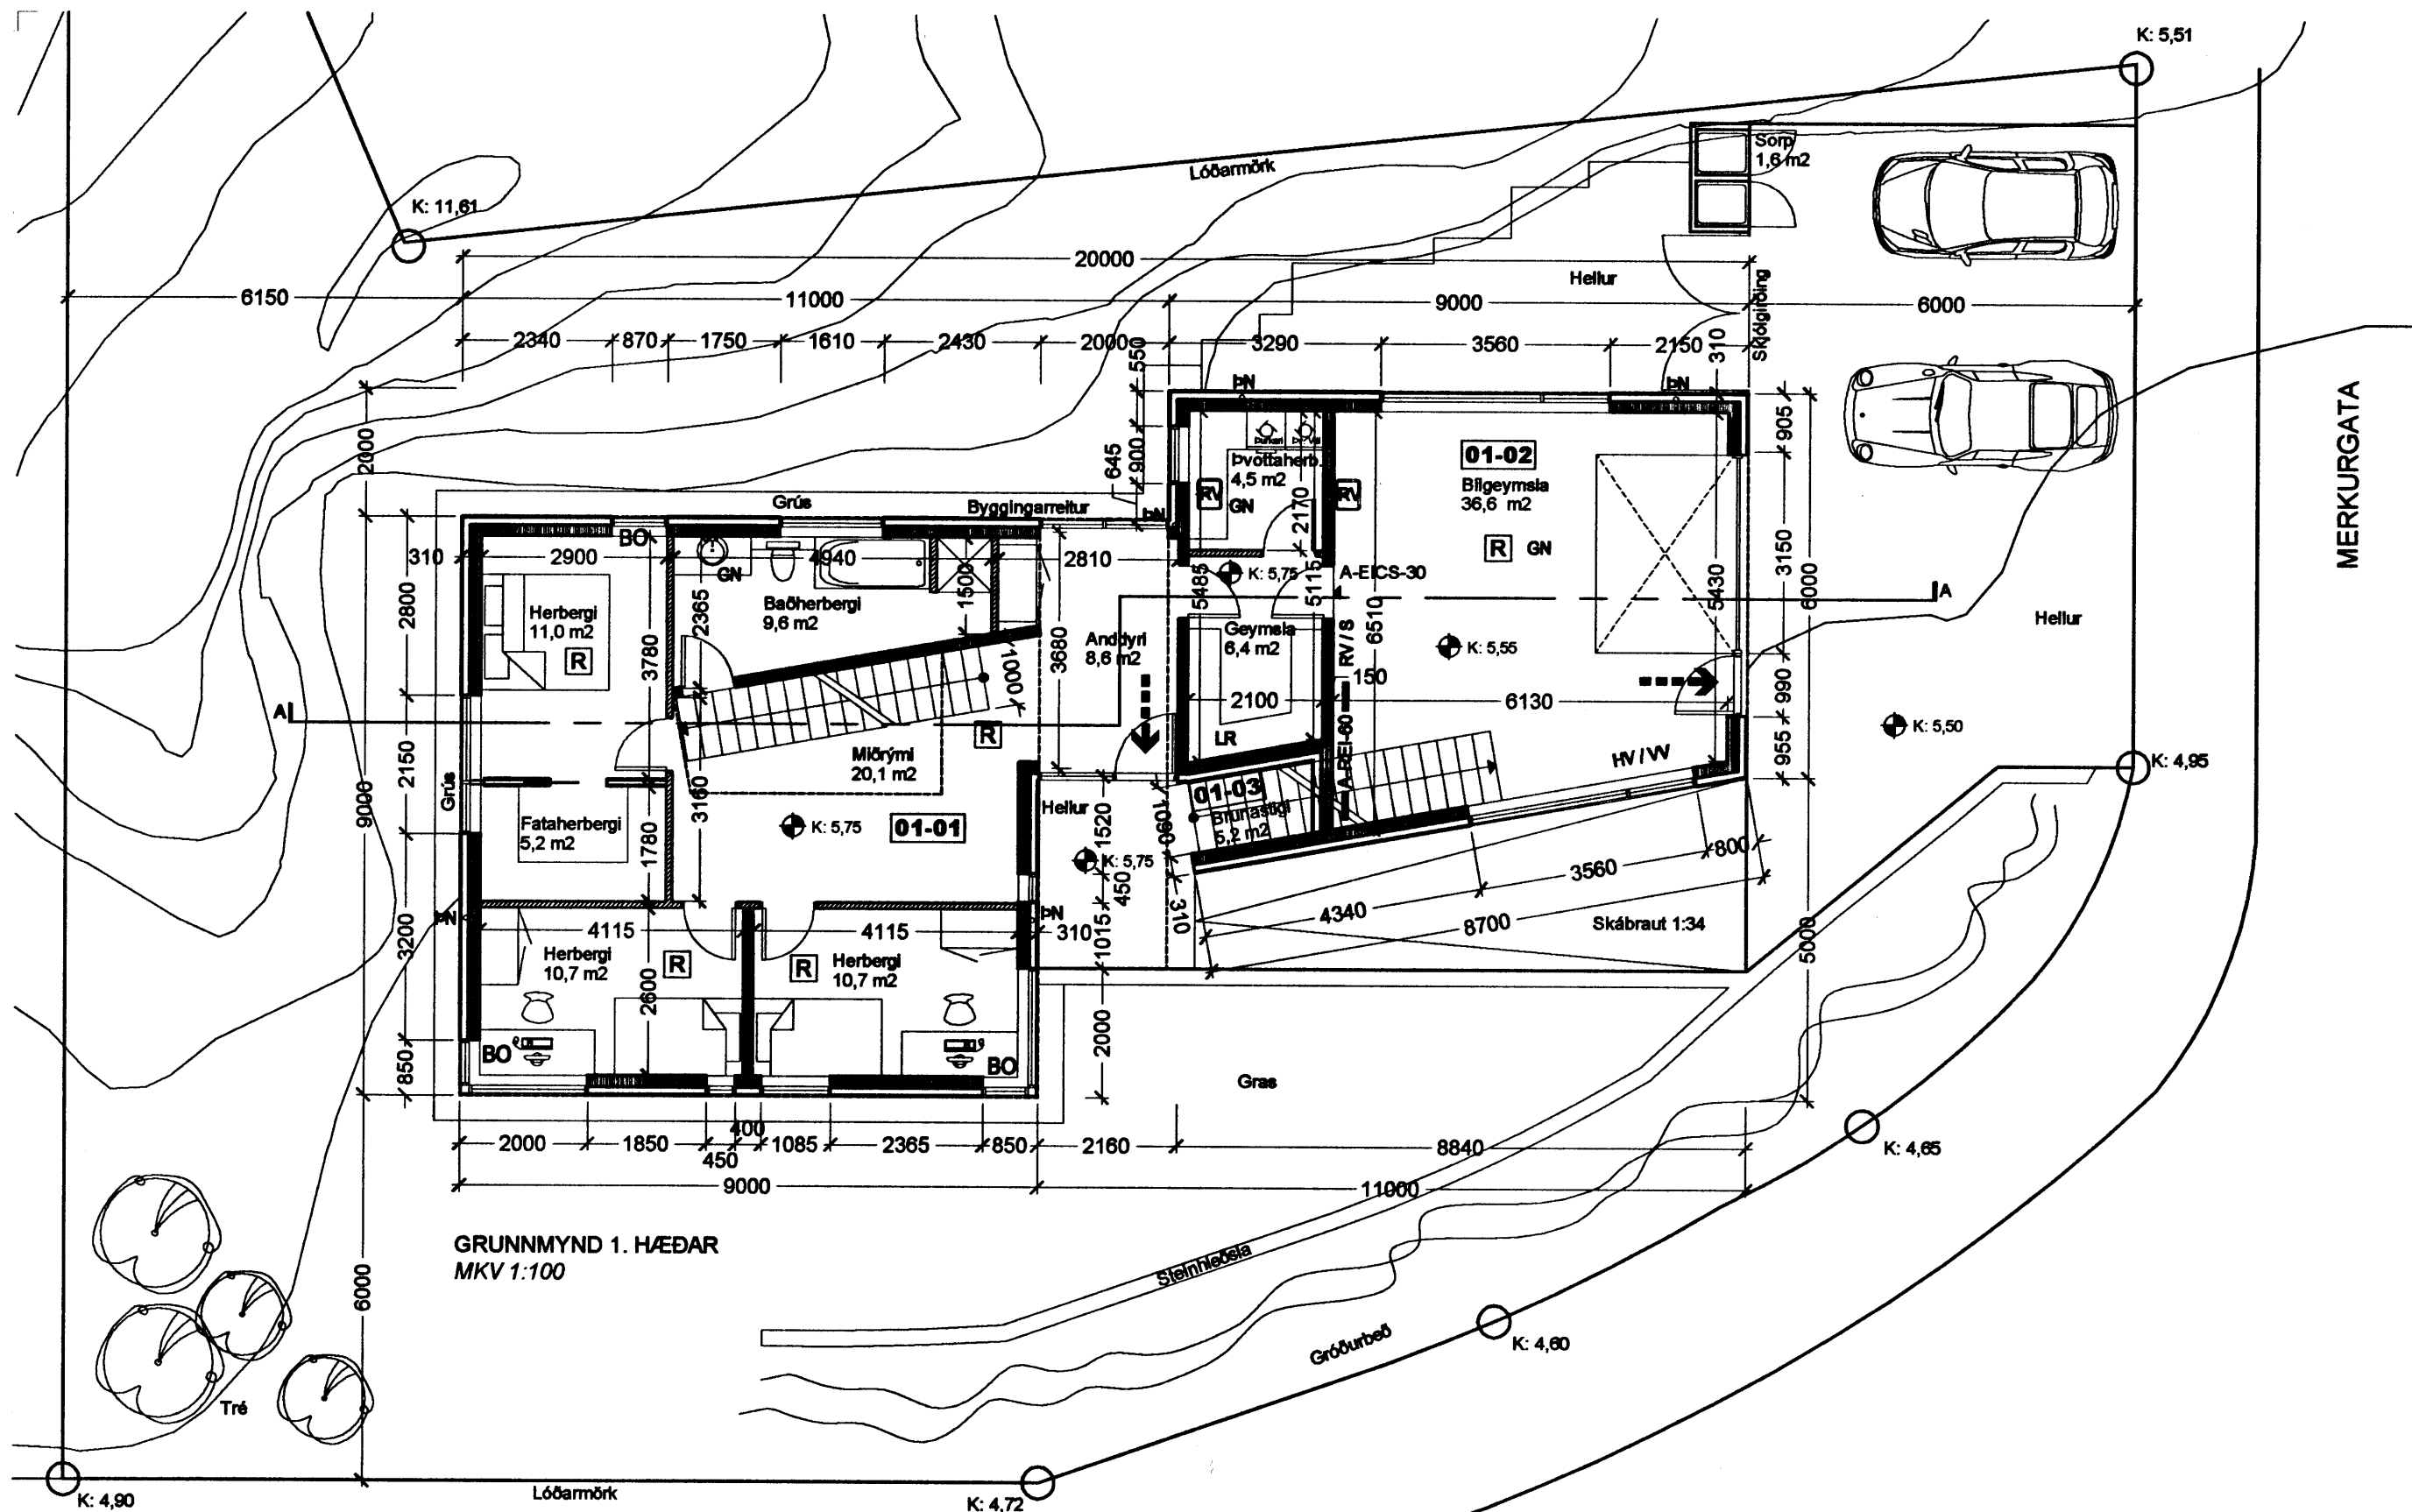 K: 5,51
Sorp
1,6 m2
Lóðarmörk
K: 11,61
20000
Hellur
Skjólgirðing
6150
11000
9000
6000
2340
870
1750
1610
2430
2000
3290
3560
2150
310
550
MERKURGATA
ÞN
ÞN
2000
905
900
645
Þurrkari
Þvottaherb.
4,5 m2
01-02
Bílgeymsla
36,6 m2
RV
GN
RV
2170
Grús
Byggingarreitur
ÞN
BO
310
2900
4940
2810
R
GN
3150
GN
1500
K: 5,75
A-EICS-30
5485
5115
5430
6000
A
2800
Herbergi
11,0 m2
2365
Baðherbergi
9,6 m2
6510
Hellur
R
3780
3680
Anddyri
8,6 m2
Geymsla
6,4 m2
RV / S
K: 5,55
1000
150
A
2100
6130
990
K: 5,50
R
LR
2150
Miðrými
20,1 m2
A-REI-60
HV / VV
955
K: 4,95
Grús
9000
3160
Hellur
1090
01-03
Brunastigi
5,2 m2
Fataherbergi
5,2 m2
1780
K: 5,75
01-01
1520
K: 5,75
800
3560
450
310
ÞN
ÞN
4340
8700
Skábraut 1:34
4115
4115
310
1015
3200
Herbergi
10,7 m2
R
R
Herbergi
10,7 m2
5000
2600
BO
BO
850
2000
Gras
400
2000
1850
450
1085
2365
850
2160
8840
K: 4,65
9000
11000
GRUNNMYND 1. HÆÐAR
MKV 1:100
Steinhleðsla
6000
Gróðurbeð
K: 4,60
Tré
K: 4,90
Lóðarmörk
K: 4,72